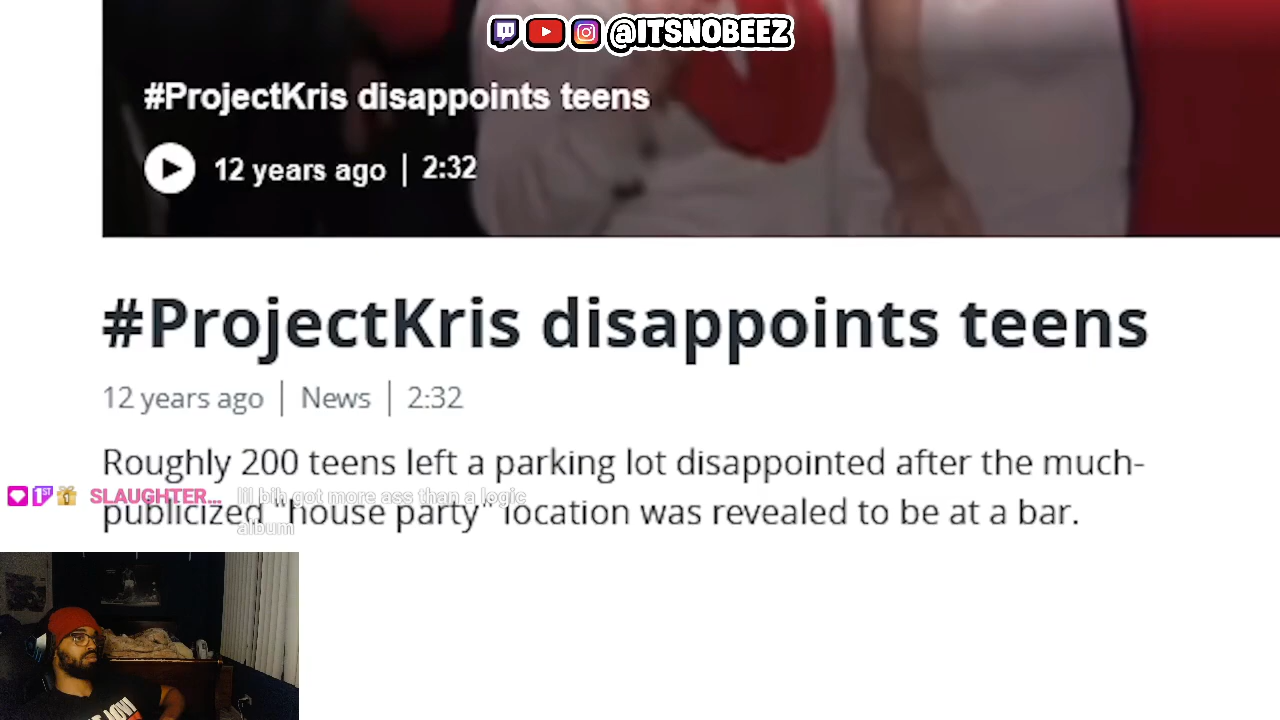 @ITSNOBEEZ
#ProjectKris disappoints teens
12 years ago | 2:32
#ProjectKris disappoints teens
12 years ago | News | 2:32
Roughly 200 teens left a parking lot disappointed after the much-
1ST SLAUGHTER... lil bih got more ass than a logic
publicized "house party" location was revealed to be at a bar.
album